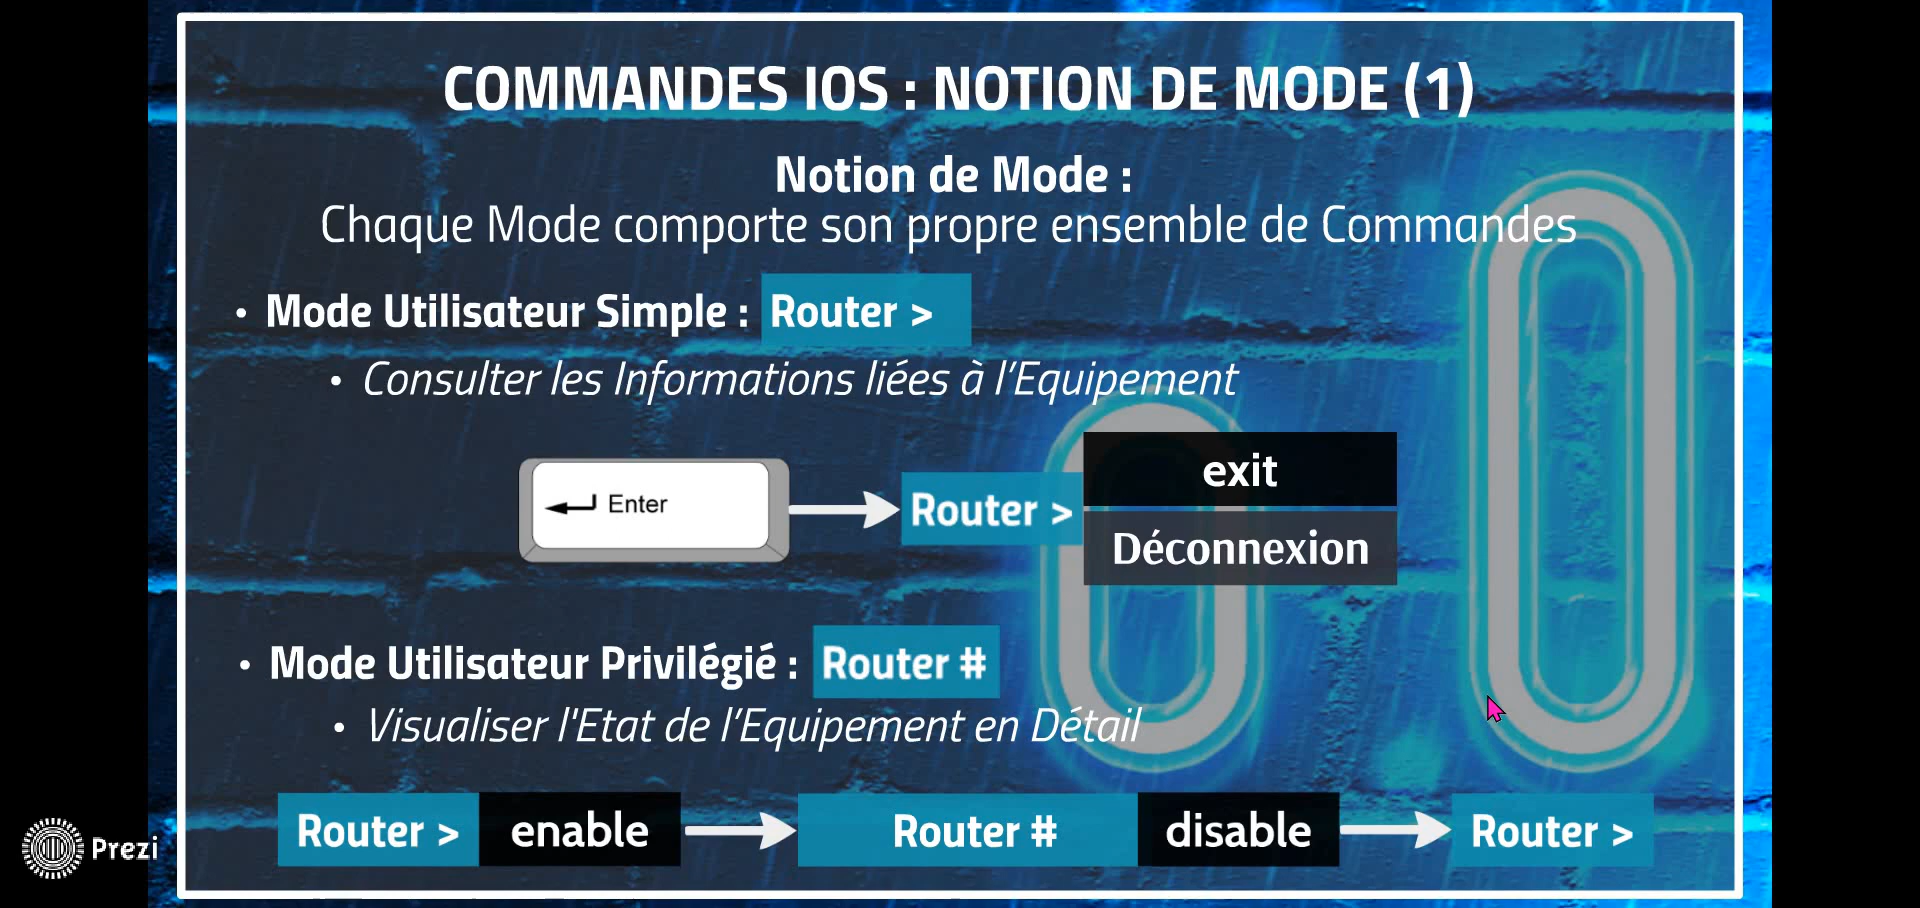 COMMANDES IOS : NOTION DE MODE (1)
Notion de Mode :
Chaque Mode comporte son propre ensemble de Commandes
• Mode Utilisateur Simple : Router >
• Consulter les Informations liées à l’Equipement
Enter
Router >
exit
Déconnexion
• Mode Utilisateur Privilégié : Router #
• Visualiser l'Etat de l’Equipement en Détail
Router > enable Router # disable Router >
Prezi